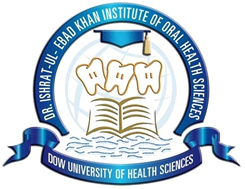 DR. ISHRAT-UL- EBAD KHAN INSTITUTE OF ORAL HEALTH SCIENCES
DOW UNIVERSITY OF HEALTH SCIENCES